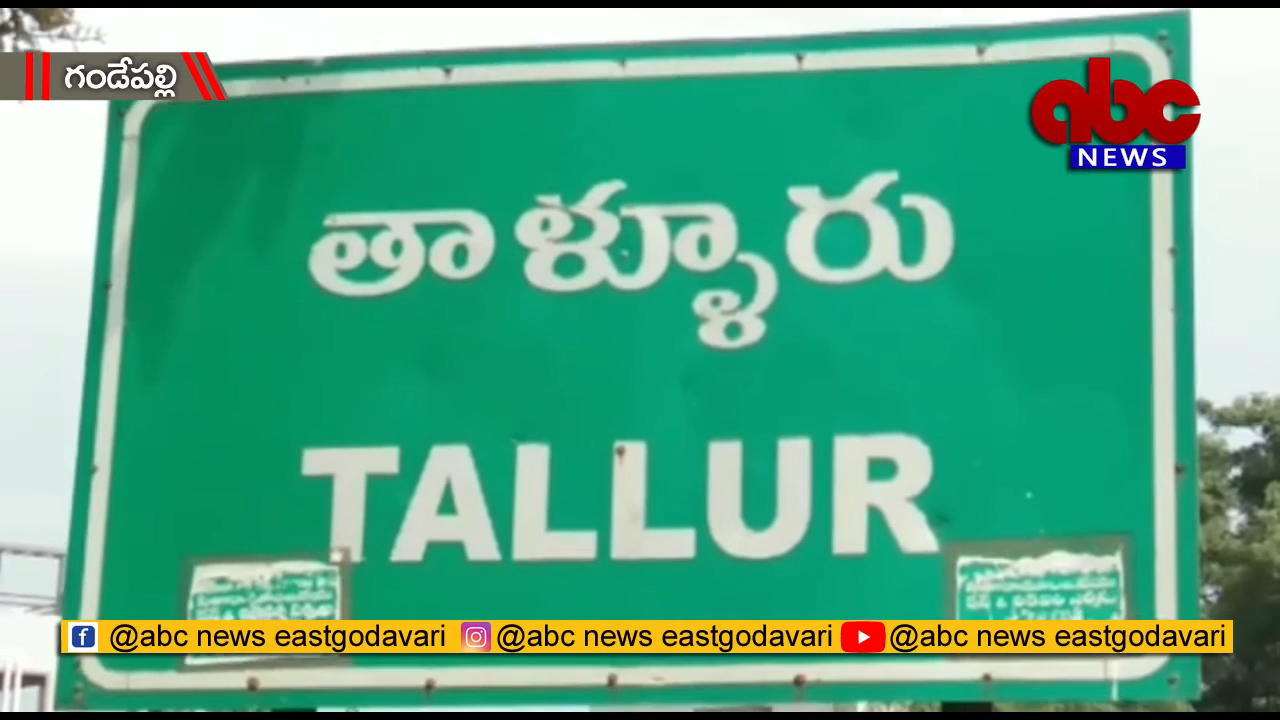 గండేపల్లి
abc
NEWS
తాళ్ళూరు
TALLUR
@abc news eastgodavari @abc news eastgodavari @abc news eastgodavari